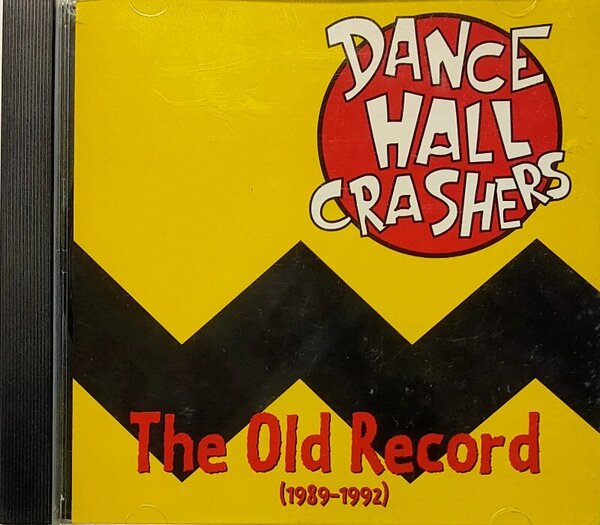 DANCE
HALL
CRASHERS
The Old Record
(1989-1992)